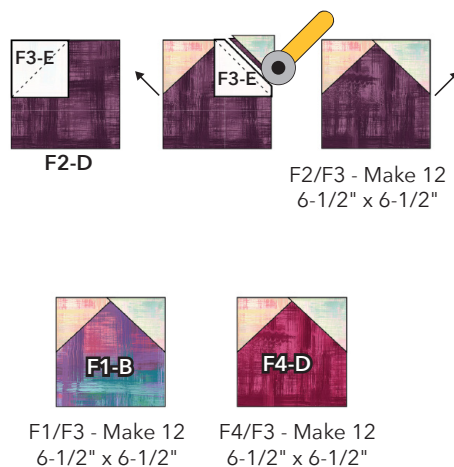 F3-E
F3-E
F2-D
F2/F3 - Make 12
6-1/2" x 6-1/2"
F1-B
F4-D
F1/F3 - Make 12
6-1/2" x 6-1/2"
F4/F3 - Make 12
6-1/2" x 6-1/2"